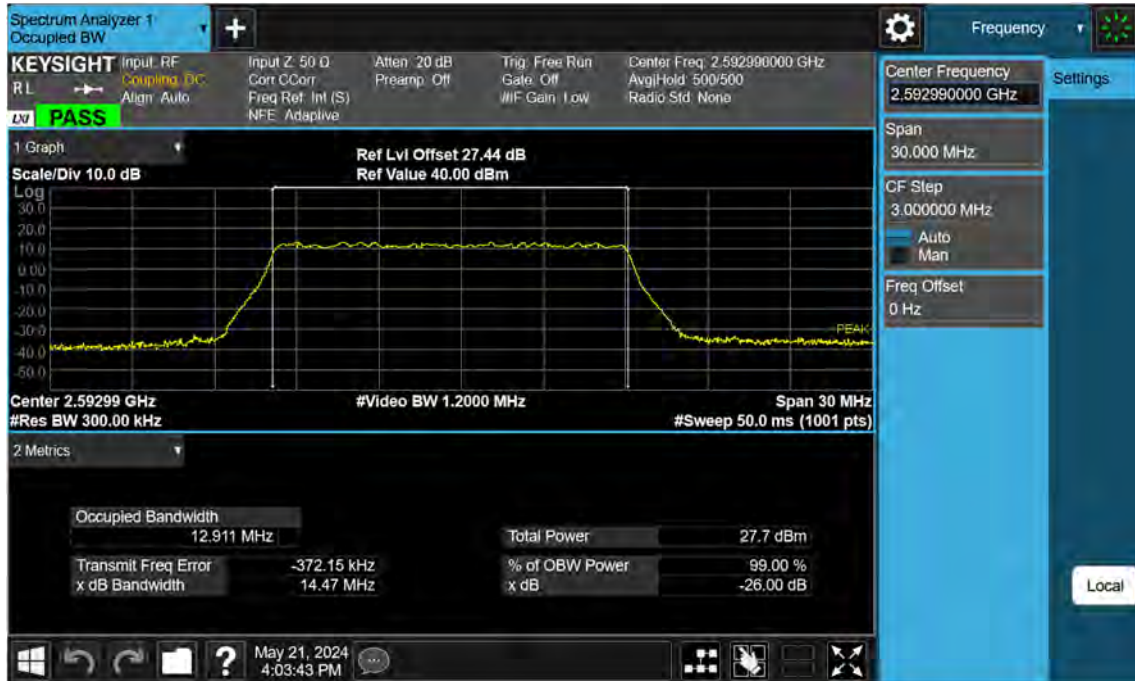 Spectrum Analyzer 1
Occupied BW
+
Frequency
KEYSIGHT
Input: RF
Coupling: DC
Align: Auto
RL
LXI
PASS
Input Z: 50 Ω
Corr CCorr
Freq Ref: Int (S)
NFE: Adaptive
Atten: 20 dB
Preamp: Off
Trig: Free Run
Gate: Off
#IF Gain: Low
Center Freq: 2.592990000 GHz
Avg|Hold: 500/500
Radio Std: None
Center Frequency
2.592990000 GHz
Settings
Span
30.000 MHz
CF Step
3.000000 MHz
Auto
Man
Freq Offset
0 Hz
1 Graph
Scale/Div 10.0 dB
Ref Lvl Offset 27.44 dB
Ref Value 40.00 dBm
Log
30.0
20.0
10.0
0.00
-10.0
-20.0
-30.0
-40.0
-50.0
PEAK
Center 2.59299 GHz
#Video BW 1.2000 MHz
Span 30 MHz
#Res BW 300.00 kHz
#Sweep 50.0 ms (1001 pts)
2 Metrics
Occupied Bandwidth
12.911 MHz
Total Power 27.7 dBm
Transmit Freq Error -372.15 kHz
% of OBW Power 99.00 %
x dB Bandwidth 14.47 MHz
x dB -26.00 dB
Local
?
May 21, 2024
4:03:43 PM